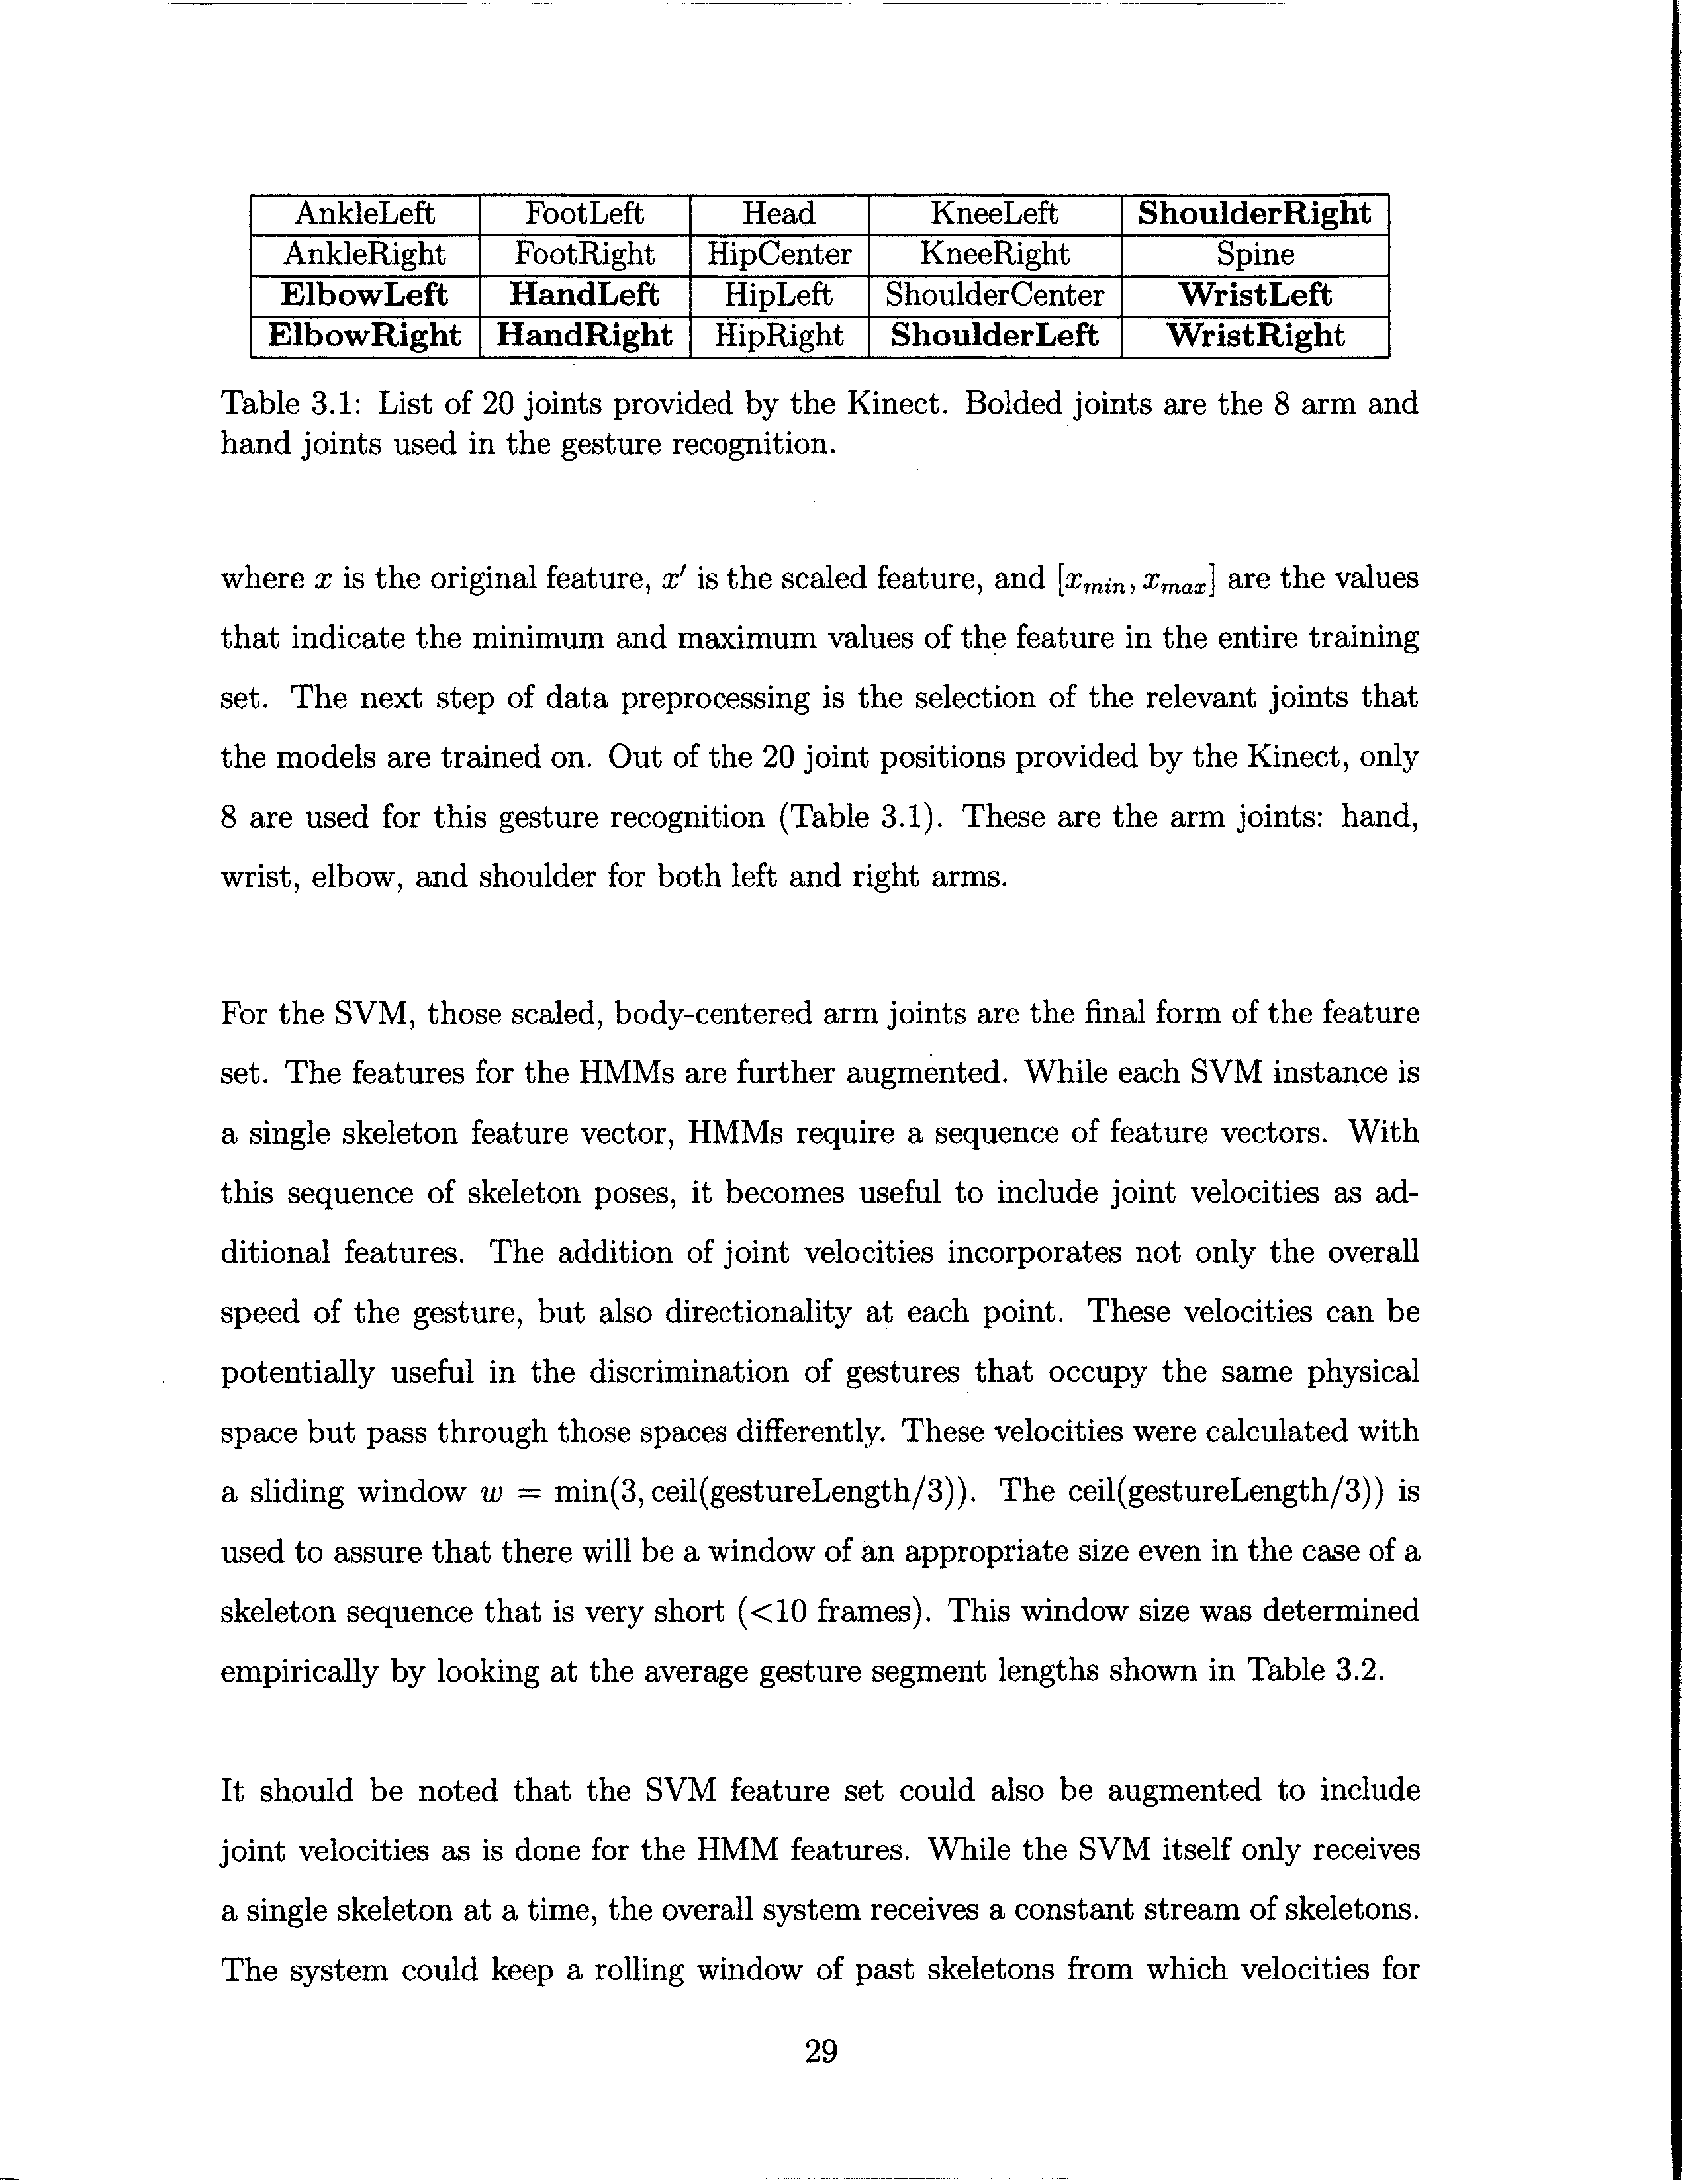 AnkleLeft FootLeft Head KneeLeft ShoulderRight
AnkleRight FootRight HipCenter KneeRight Spine
ElbowLeft HandLeft HipLeft ShoulderCenter WristLeft
ElbowRight HandRight HipRight ShoulderLeft WristRight
Table 3.1: List of 20 joints provided by the Kinect. Bolded joints are the 8 arm and
hand joints used in the gesture recognition.
where x is the original feature, x′ is the scaled feature, and [xmin, xmax] are the values
that indicate the minimum and maximum values of the feature in the entire training
set. The next step of data preprocessing is the selection of the relevant joints that
the models are trained on. Out of the 20 joint positions provided by the Kinect, only
8 are used for this gesture recognition (Table 3.1). These are the arm joints: hand,
wrist, elbow, and shoulder for both left and right arms.
For the SVM, those scaled, body-centered arm joints are the final form of the feature
set. The features for the HMMs are further augmented. While each SVM instance is
a single skeleton feature vector, HMMs require a sequence of feature vectors. With
this sequence of skeleton poses, it becomes useful to include joint velocities as ad-
ditional features. The addition of joint velocities incorporates not only the overall
speed of the gesture, but also directionality at each point. These velocities can be
potentially useful in the discrimination of gestures that occupy the same physical
space but pass through those spaces differently. These velocities were calculated with
a sliding window w = min(3, ceil(gestureLength/3)). The ceil(gestureLength/3)) is
used to assure that there will be a window of an appropriate size even in the case of a
skeleton sequence that is very short (<10 frames). This window size was determined
empirically by looking at the average gesture segment lengths shown in Table 3.2.
It should be noted that the SVM feature set could also be augmented to include
joint velocities as is done for the HMM features. While the SVM itself only receives
a single skeleton at a time, the overall system receives a constant stream of skeletons.
The system could keep a rolling window of past skeletons from which velocities for
29